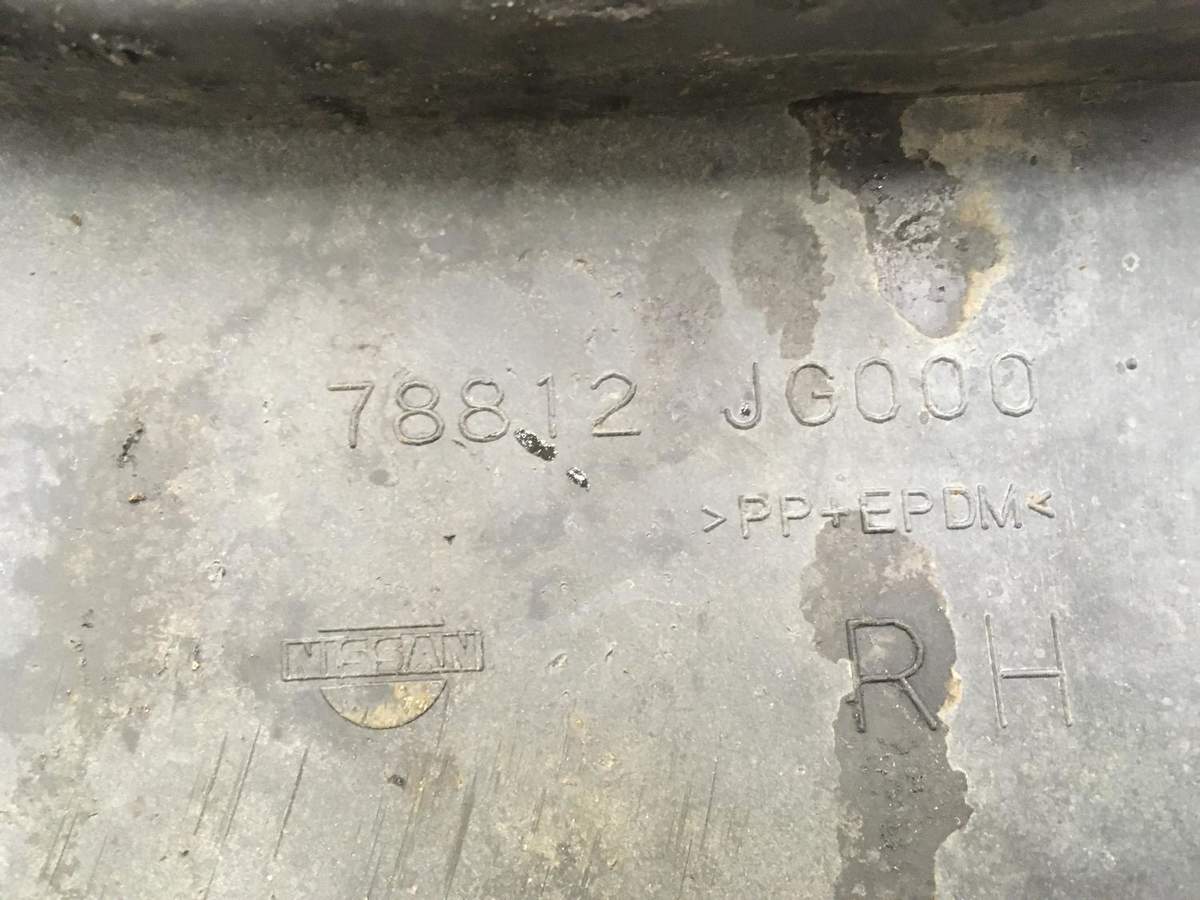 78812 JG000
>PP+EPDM<
NISSAN
RH